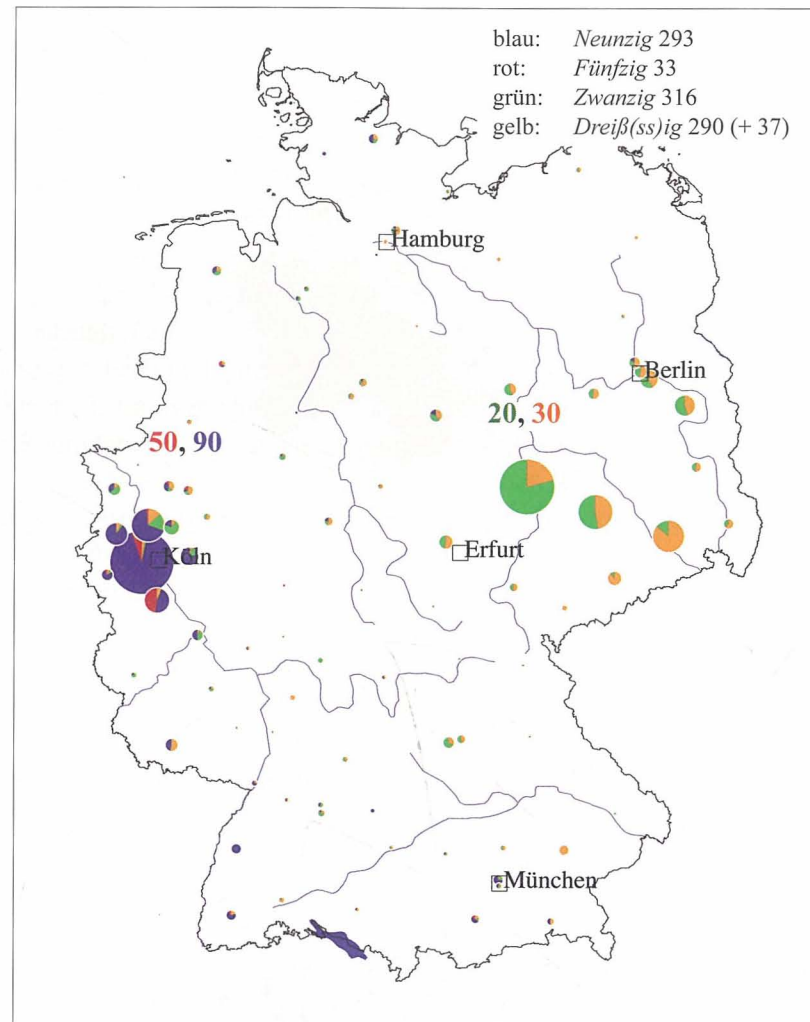 blau: Neunzig 293
rot: Fünfzig 33
grün: Zwanzig 316
gelb: Dreiß(ss)ig 290 (+ 37)
Hamburg
Berlin
20, 30
50, 90
Köln
Erfurt
München